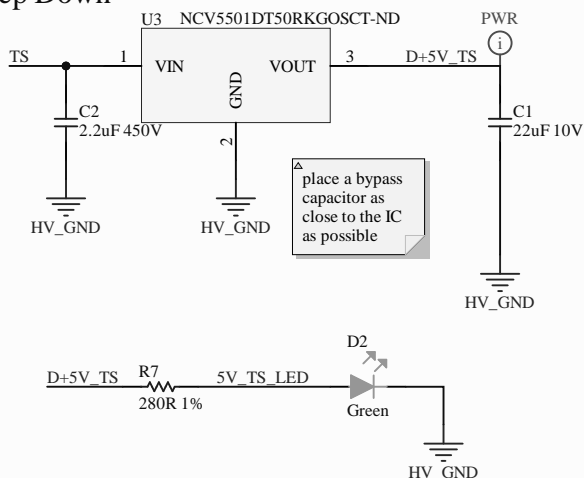 ep Down
U3 NCV5501DT50RKGOSCT-ND
PWR
i
TS 1 VIN VOUT 3 D+5V_TS
GND
2
C2
2.2uF 450V
C1
22uF 10V
place a bypass
capacitor as
close to the IC
as possible
HV_GND
HV_GND
HV_GND
D2
D+5V_TS R7 5V_TS_LED
280R 1%
Green
HV_GND